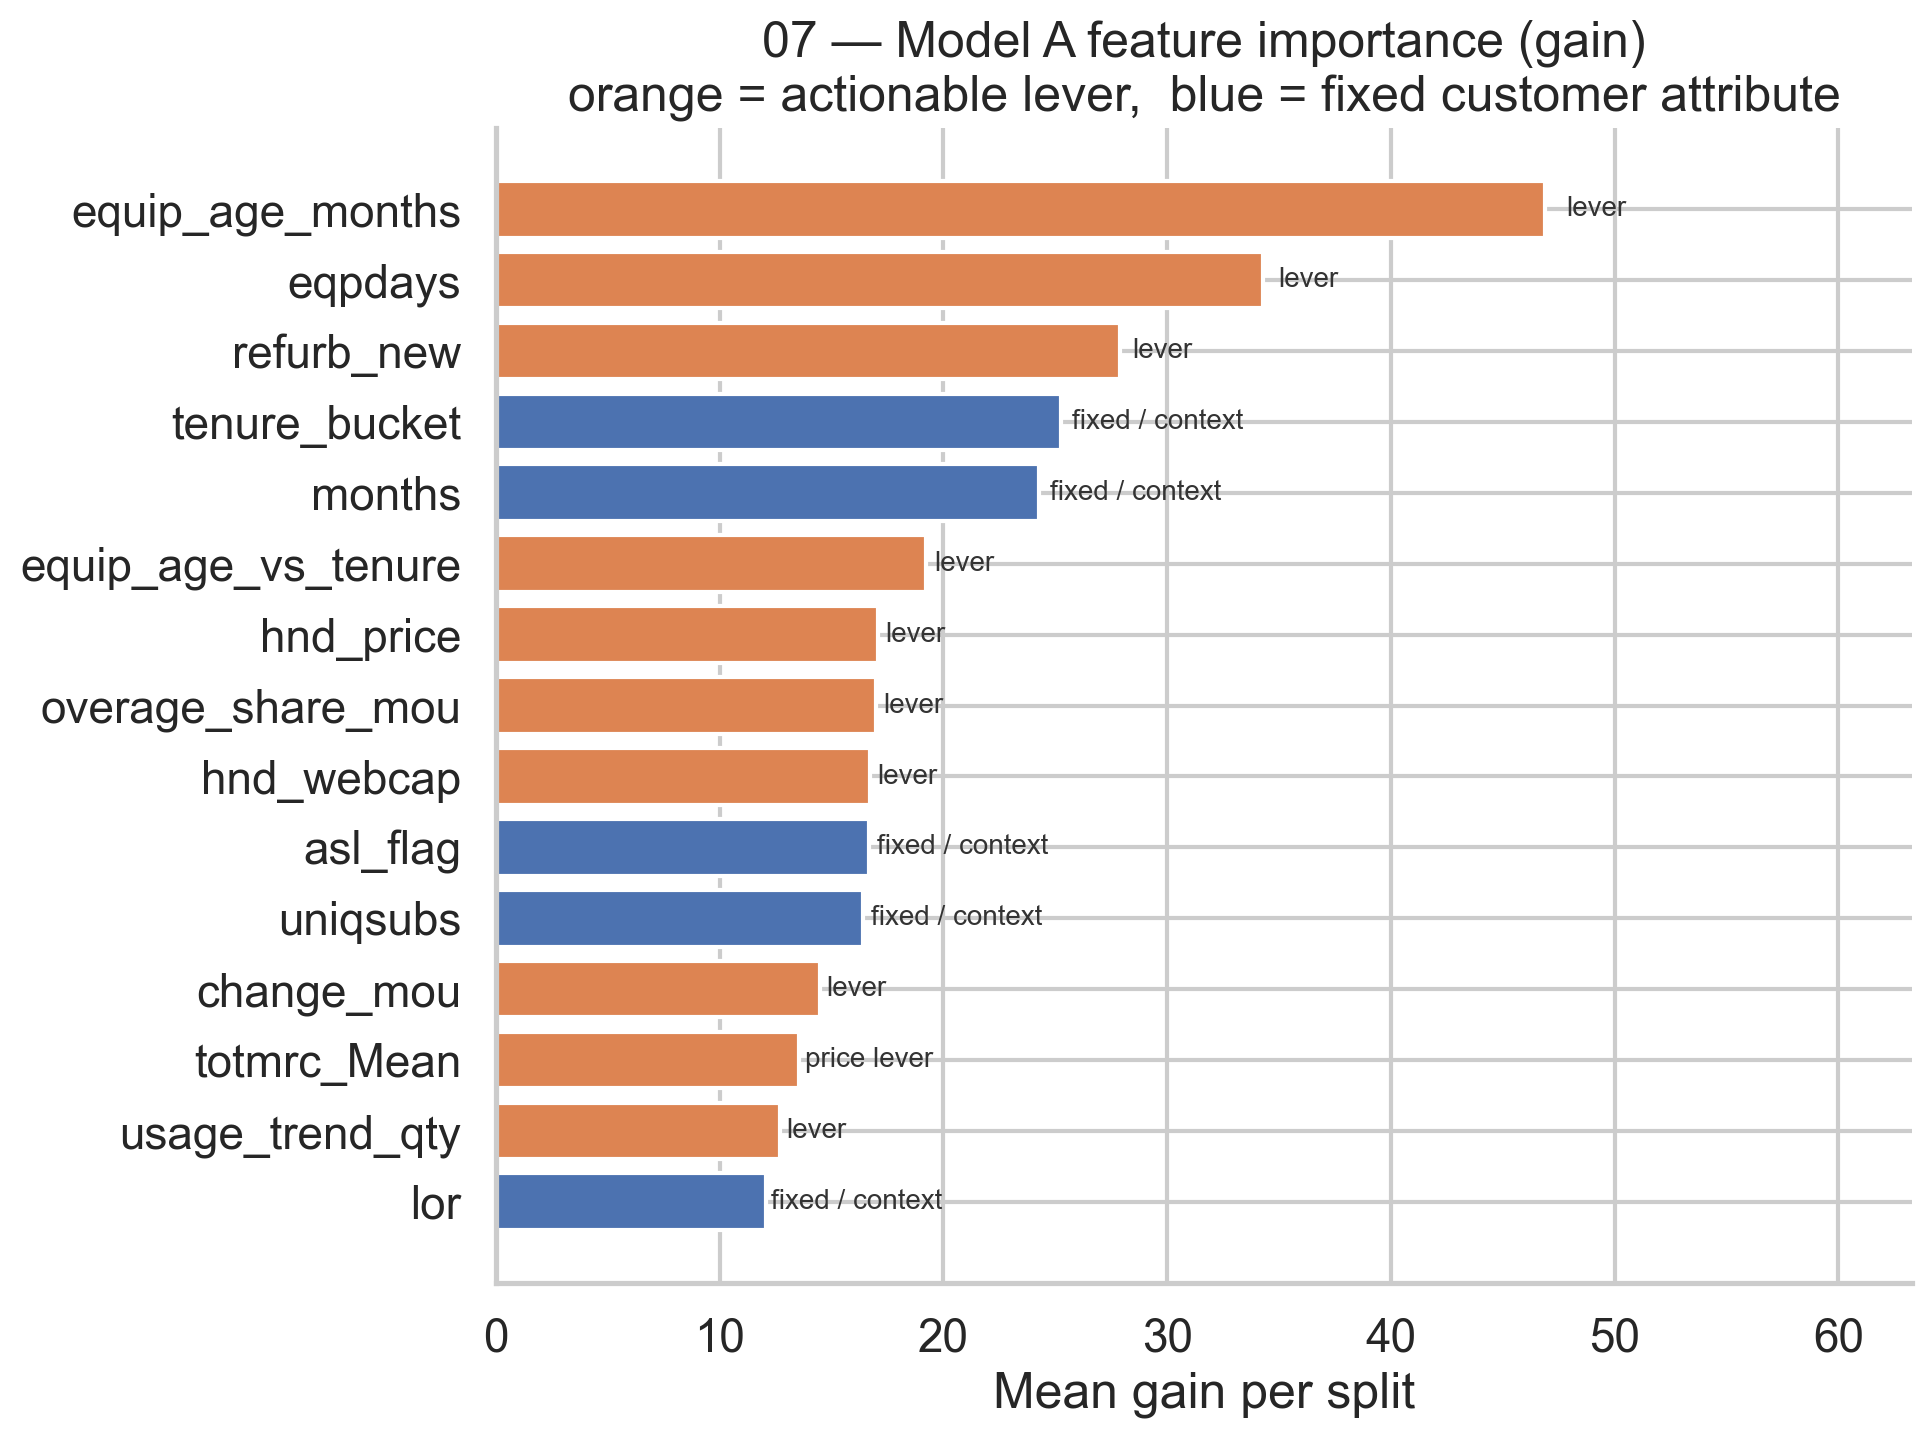 07 — Model A feature importance (gain)
orange = actionable lever,  blue = fixed customer attribute
equip_age_months lever
eqpdays lever
refurb_new lever
tenure_bucket fixed / context
months fixed / context
equip_age_vs_tenure lever
hnd_price lever
overage_share_mou lever
hnd_webcap lever
asl_flag fixed / context
uniqsubs fixed / context
change_mou lever
totmrc_Mean price lever
usage_trend_qty lever
lor fixed / context
0 10 20 30 40 50 60
Mean gain per split